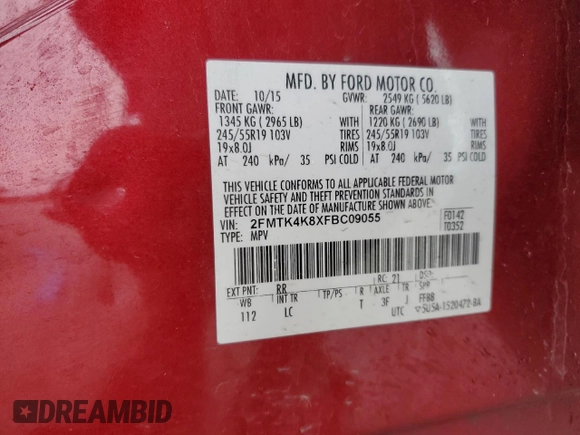 MFD. BY FORD MOTOR CO.
DATE: 10/15 GVWR: 2549 KG ( 5620 LB)
FRONT GAWR: REAR GAWR:
1345 KG ( 2965 LB) WITH 1220 KG ( 2690 LB) WITH
245/55R19 103V TIRES 245/55R19 103V TIRES
19x8.0J RIMS 19x8.0J RIMS
AT 240 kPa/ 35 PSI COLD AT 240 kPa/ 35 PSI COLD
THIS VEHICLE CONFORMS TO ALL APPLICABLE FEDERAL MOTOR
VEHICLE SAFETY AND THEFT PREVENTION STANDARDS IN
EFFECT ON THE DATE OF MANUFACTURE SHOWN ABOVE.
VIN: 2FMTK4K8XFBC09055 F0142
TYPE: MPV T0352
EXT PNT: RR RC: 21 DSO:
WB INT TR TP/PS R AXLE TR SPR
112 LC T 3F J FF88
UTC
DREAMBID